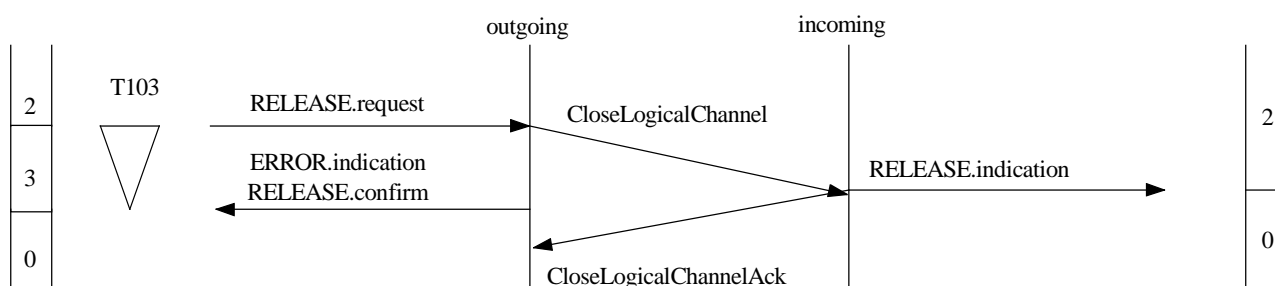 outgoing
incoming
T103
2
RELEASE.request
CloseLogicalChannel
2
ERROR.indication
RELEASE.indication
3
RELEASE.confirm
0
0
CloseLogicalChannelAck